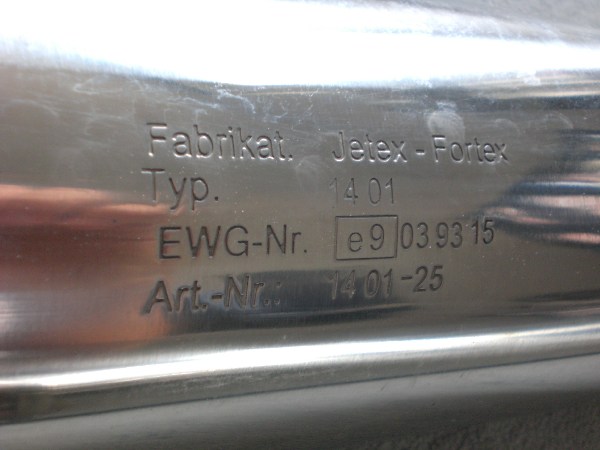 Fabrikat. Jetex - Fortex
Typ. 14 01
EWG-Nr. e9 03 93 15
Art.-Nr.: 14 01-25